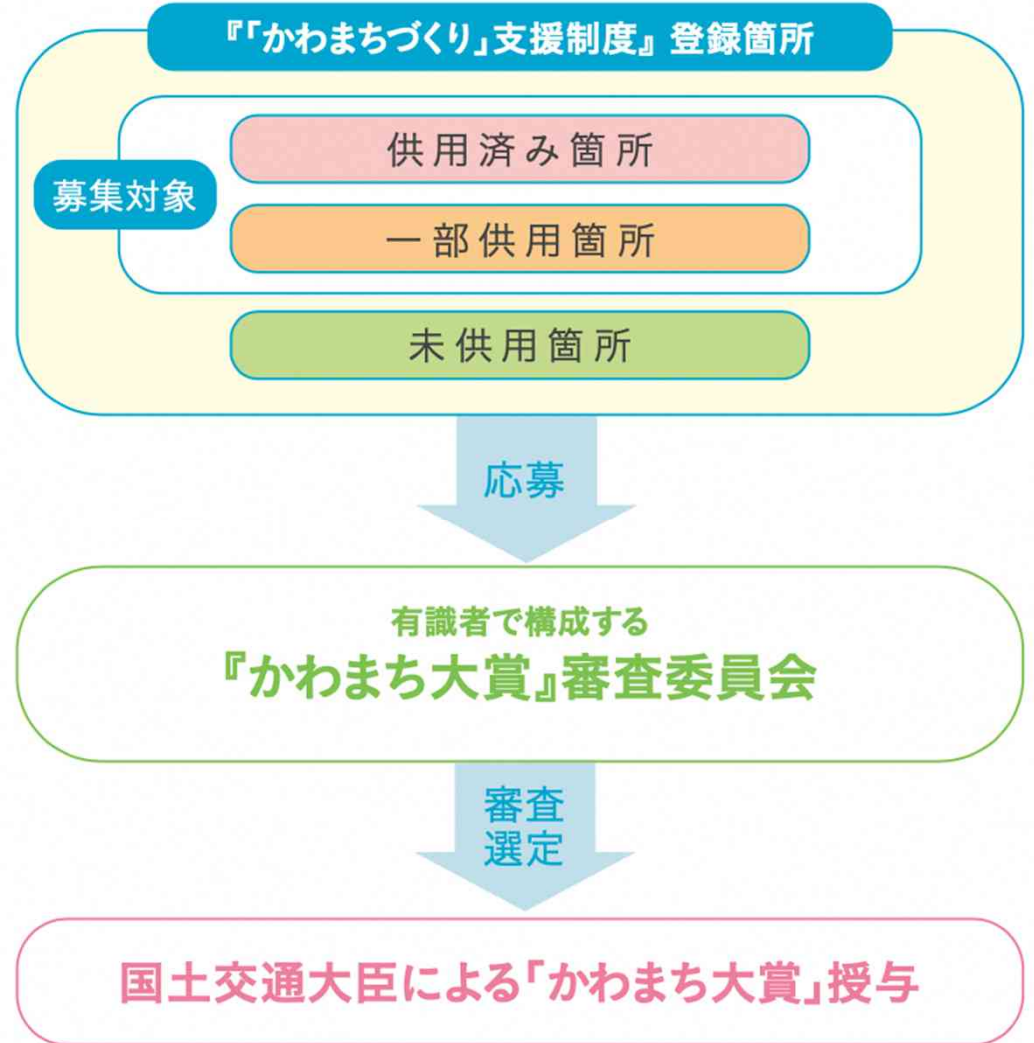 『「かわまちづくり」支援制度』登録箇所
供用済み箇所
募集対象
一部供用箇所
未供用箇所
応募
有識者で構成する
『かわまち大賞』審査委員会
審査
選定
国土交通大臣による「かわまち大賞」授与